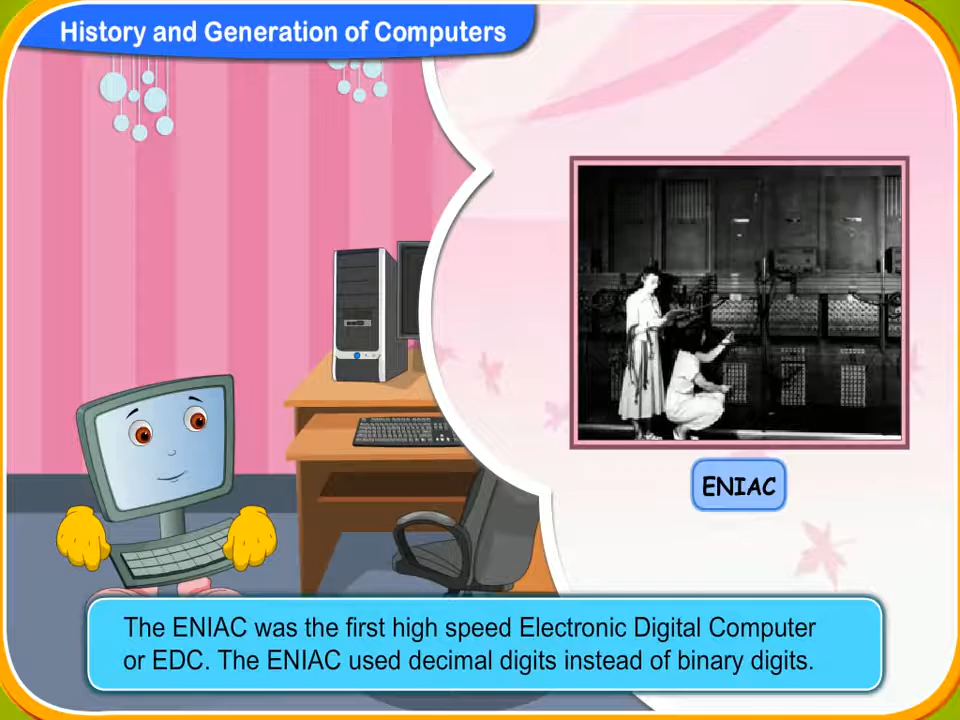 History and Generation of Computers
ENIAC
The ENIAC was the first high speed Electronic Digital Computer
or EDC. The ENIAC used decimal digits instead of binary digits.